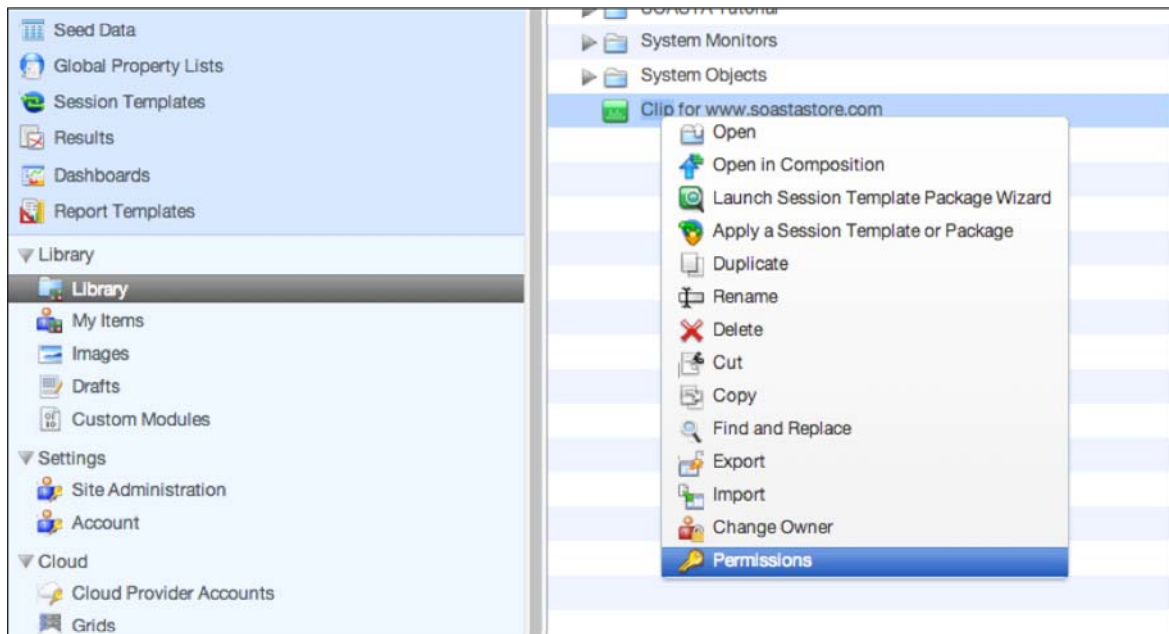 Seed Data
Global Property Lists
Session Templates
Results
Dashboards
Report Templates
Library
Library
My Items
Images
Drafts
Custom Modules
Settings
Site Administration
Account
Cloud
Cloud Provider Accounts
Grids
SOASTA Tutorial
System Monitors
System Objects
Clip for www.soastastore.com
Open
Open in Composition
Launch Session Template Package Wizard
Apply a Session Template or Package
Duplicate
Rename
Delete
Cut
Copy
Find and Replace
Export
Import
Change Owner
Permissions